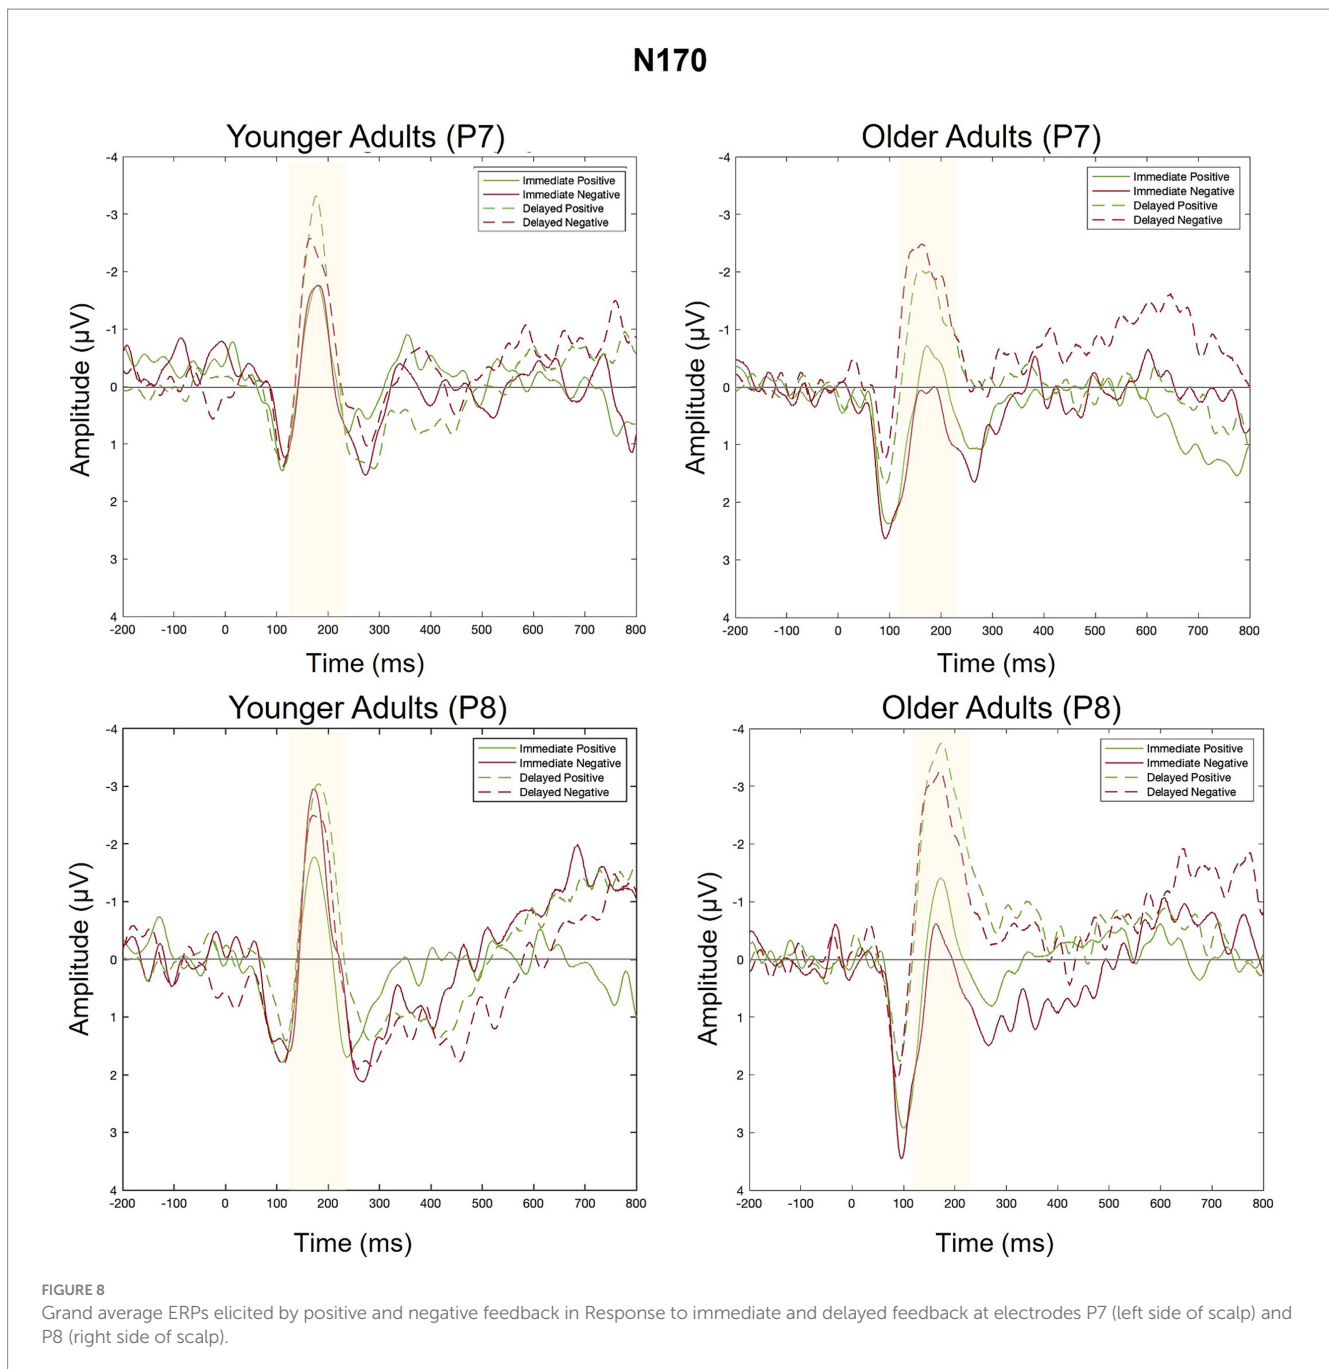 N170
Younger Adults (P7)
-4
-3
-2
-1
0
1
2
3
4
Amplitude (µV)
Immediate Positive
Immediate Negative
Delayed Positive
Delayed Negative
-200 -100 0 100 200 300 400 500 600 700 800
Time (ms)
Older Adults (P7)
-4
-3
-2
-1
0
1
2
3
4
Amplitude (µV)
Immediate Positive
Immediate Negative
Delayed Positive
Delayed Negative
-200 -100 0 100 200 300 400 500 600 700 800
Time (ms)
Younger Adults (P8)
-4
-3
-2
-1
0
1
2
3
4
Amplitude (µV)
Immediate Positive
Immediate Negative
Delayed Positive
Delayed Negative
-200 -100 0 100 200 300 400 500 600 700 800
Time (ms)
Older Adults (P8)
-4
-3
-2
-1
0
1
2
3
4
Amplitude (µV)
Immediate Positive
Immediate Negative
Delayed Positive
Delayed Negative
-200 -100 0 100 200 300 400 500 600 700 800
Time (ms)
FIGURE 8
Grand average ERPs elicited by positive and negative feedback in Response to immediate and delayed feedback at electrodes P7 (left side of scalp) and
P8 (right side of scalp).